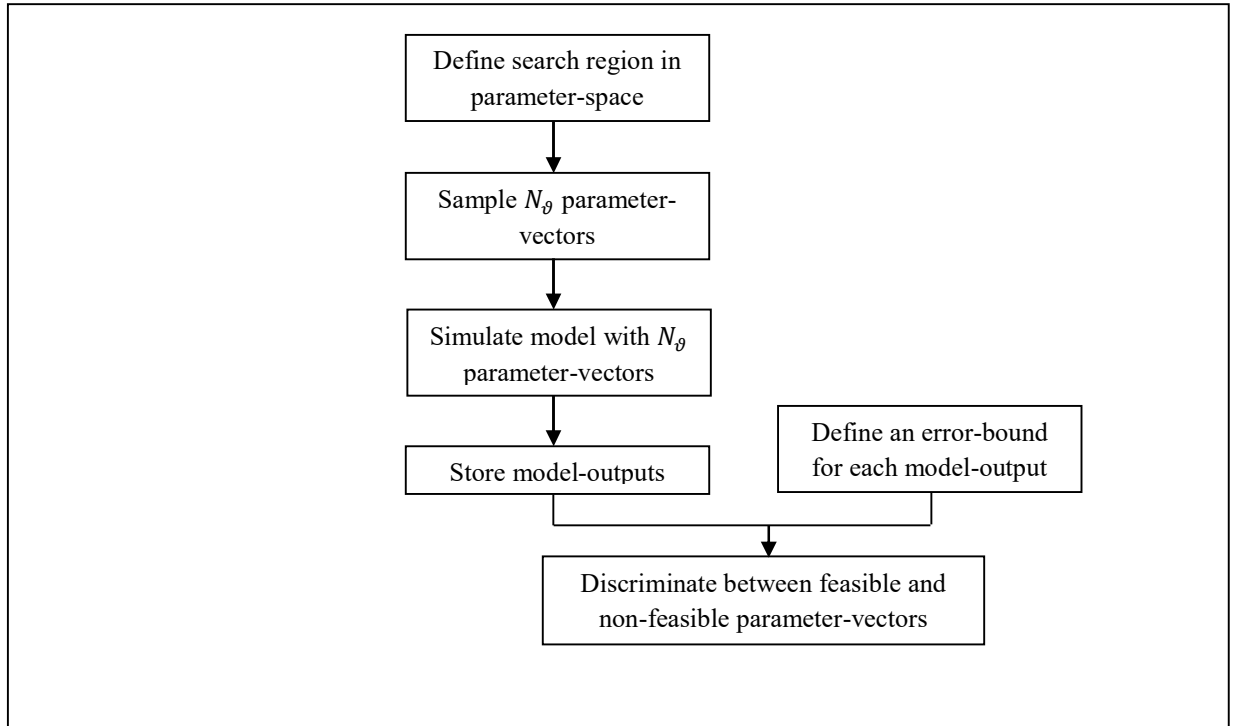 Define search region in
parameter-space
Sample 𝑁𝜗 parameter-
vectors
Simulate model with 𝑁𝜗
parameter-vectors
Store model-outputs
Define an error-bound
for each model-output
Discriminate between feasible and
non-feasible parameter-vectors